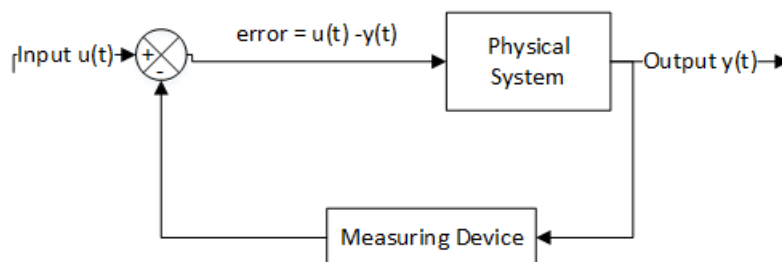 error = u(t) -y(t)
Input u(t)
+
-
Physical
System
Output y(t)
Measuring Device